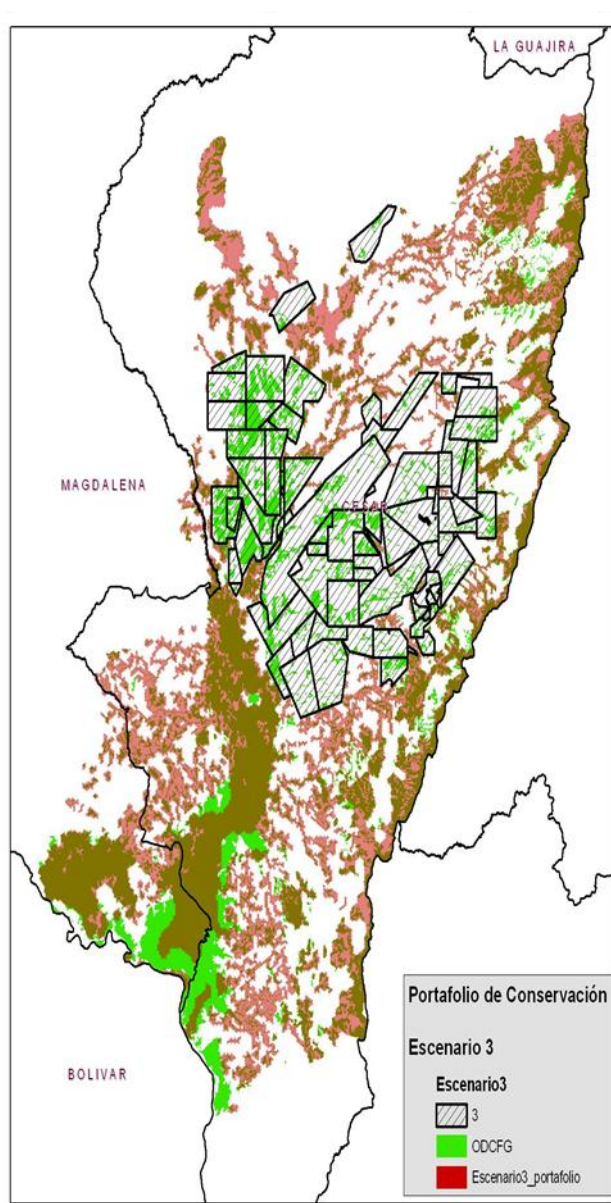 LA GUAJIRA
MAGDALENA
CESAR
BOLIVAR
Portafolio de Conservación
Escenario 3
Escenario3
3
ODCFG
Escenario3_portafolio